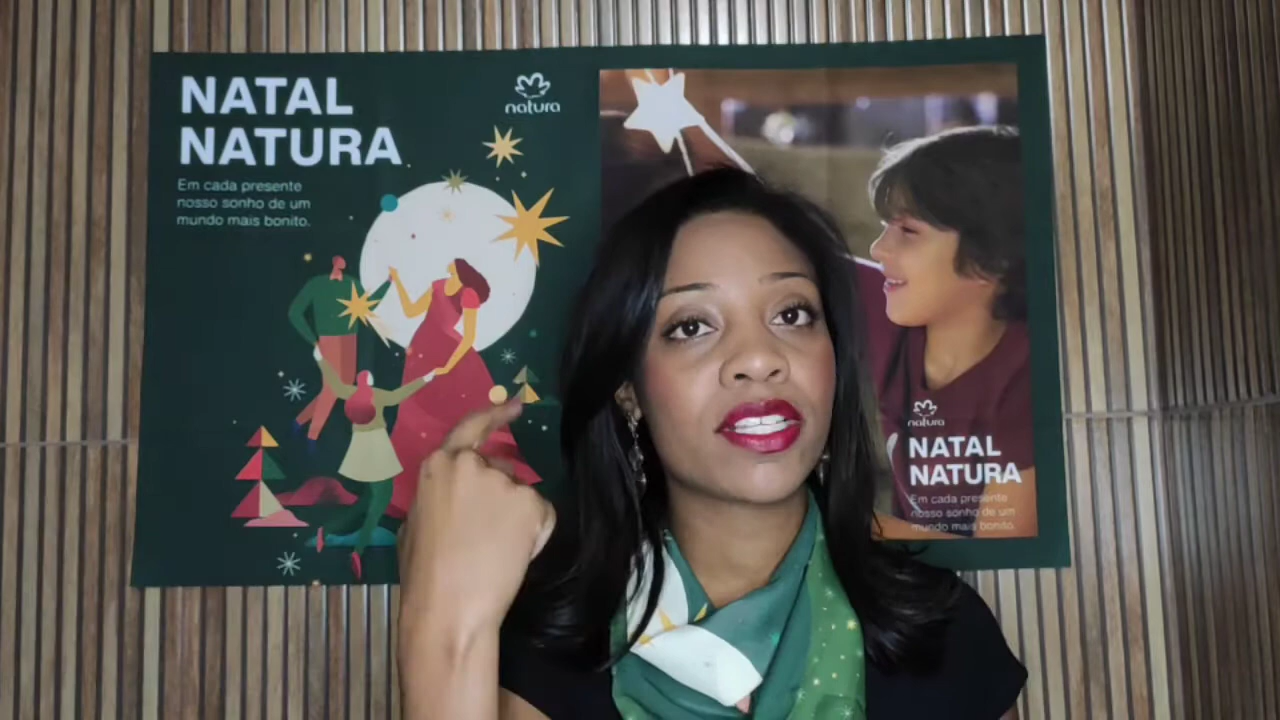 NATAL
NATURA
Em cada presente
nosso sonho de um
mundo mais bonito.
natura
natura
NATAL
NATURA
Em cada presente
nosso sonho de um
mundo mais bonito.